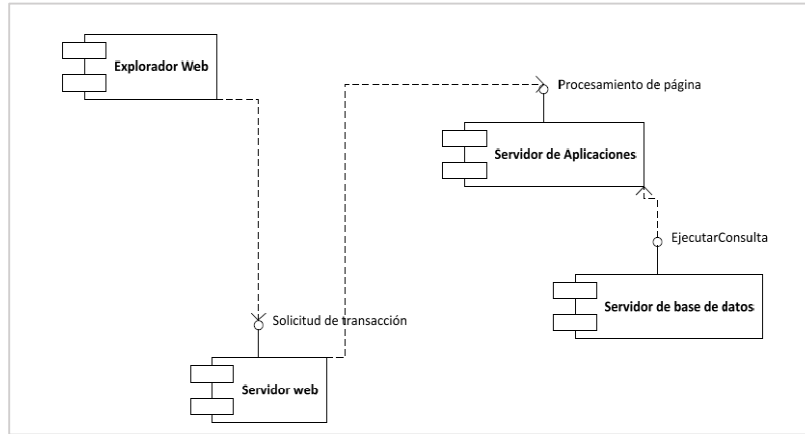 Explorador Web
Procesamiento de página
Servidor de Aplicaciones
EjecutarConsulta
Servidor de base de datos
Solicitud de transacción
Servidor web